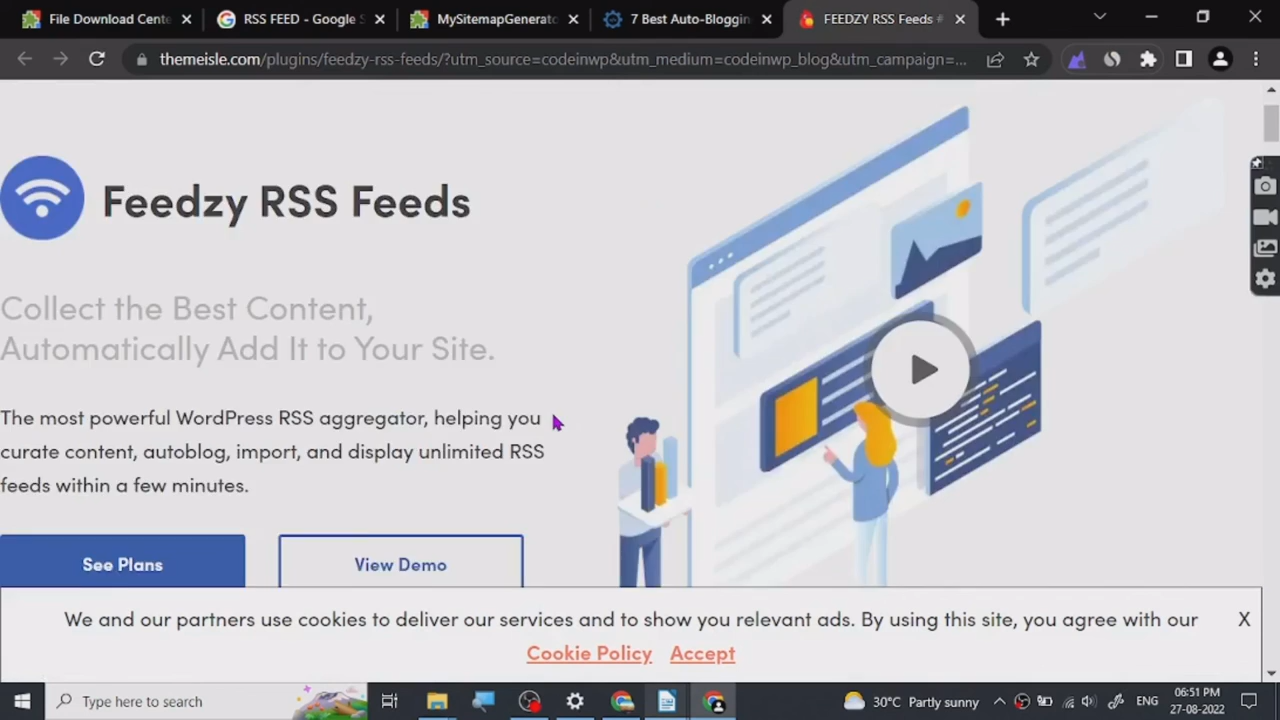 File Download Cente
RSS FEED - Google S
MySitemapGenerato
7 Best Auto-Bloggin
FEEDZY RSS Feeds #
themeisle.com/plugins/feedzy-rss-feeds/?utm_source=codeinwp&utm_medium=codeinwp_blog&utm_campaign=...
Feedzy RSS Feeds
Collect the Best Content,
Automatically Add It to Your Site.
The most powerful WordPress RSS aggregator, helping you
curate content, autoblog, import, and display unlimited RSS
feeds within a few minutes.
See Plans
View Demo
We and our partners use cookies to deliver our services and to show you relevant ads. By using this site, you agree with our
X
Cookie Policy Accept
Type here to search
30°C Partly sunny
ENG
06:51 PM
27-08-2022